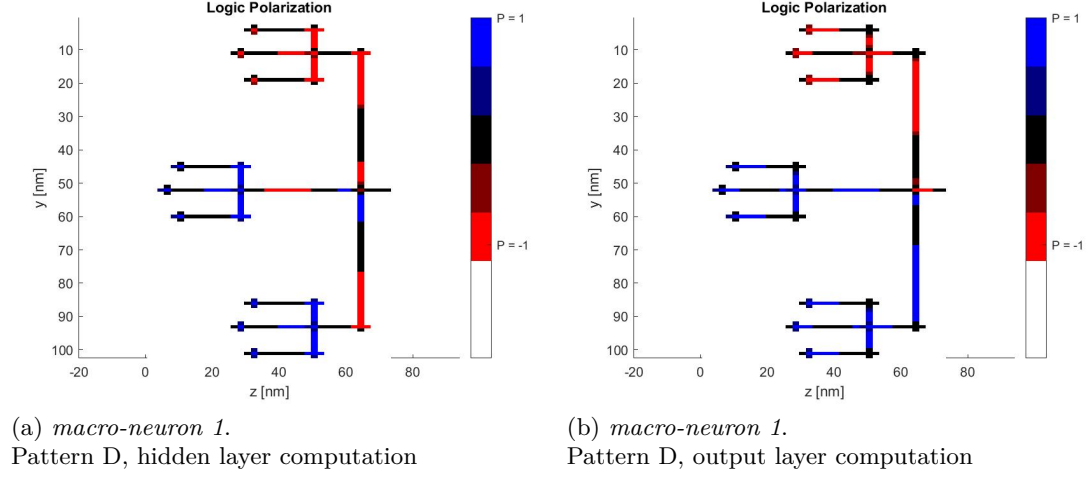 Logic Polarization
P = 1
P = -1
10
20
30
40
50
60
70
80
90
100
y [nm]
-20
0
20
40
60
80
z [nm]
(a) macro-neuron 1.
Pattern D, hidden layer computation
Logic Polarization
P = 1
P = -1
10
20
30
40
50
60
70
80
90
100
y [nm]
-20
0
20
40
60
80
z [nm]
(b) macro-neuron 1.
Pattern D, output layer computation